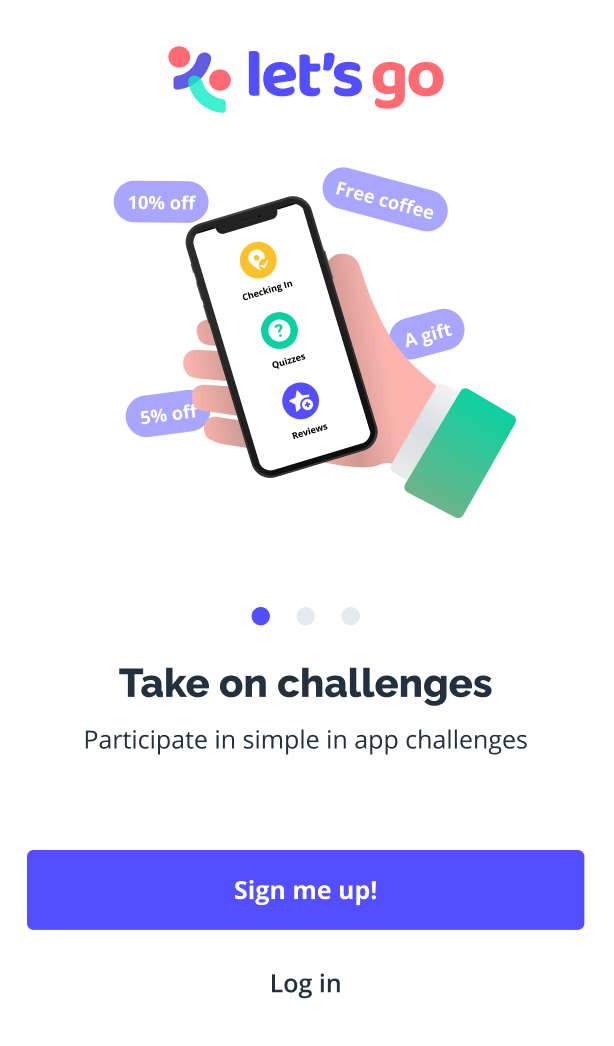 let's go
10% off
Free coffee
Checking In
A gift
Quizzes
5% off
Reviews
Take on challenges
Participate in simple in app challenges
Sign me up!
Log in